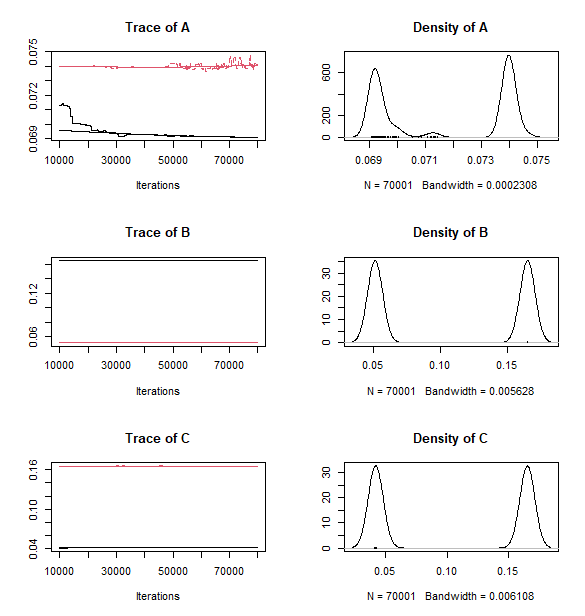 Trace of A
0.069 0.072 0.075
10000 30000 50000 70000
Iterations
Density of A
0 200 600
0.069 0.071 0.073 0.075
N = 70001 Bandwidth = 0.0002308
Trace of B
0.06 0.12
10000 30000 50000 70000
Iterations
Density of B
0 10 20 30
0.05 0.10 0.15
N = 70001 Bandwidth = 0.005628
Trace of C
0.04 0.10 0.16
10000 30000 50000 70000
Iterations
Density of C
0 10 20 30
0.05 0.10 0.15
N = 70001 Bandwidth = 0.006108